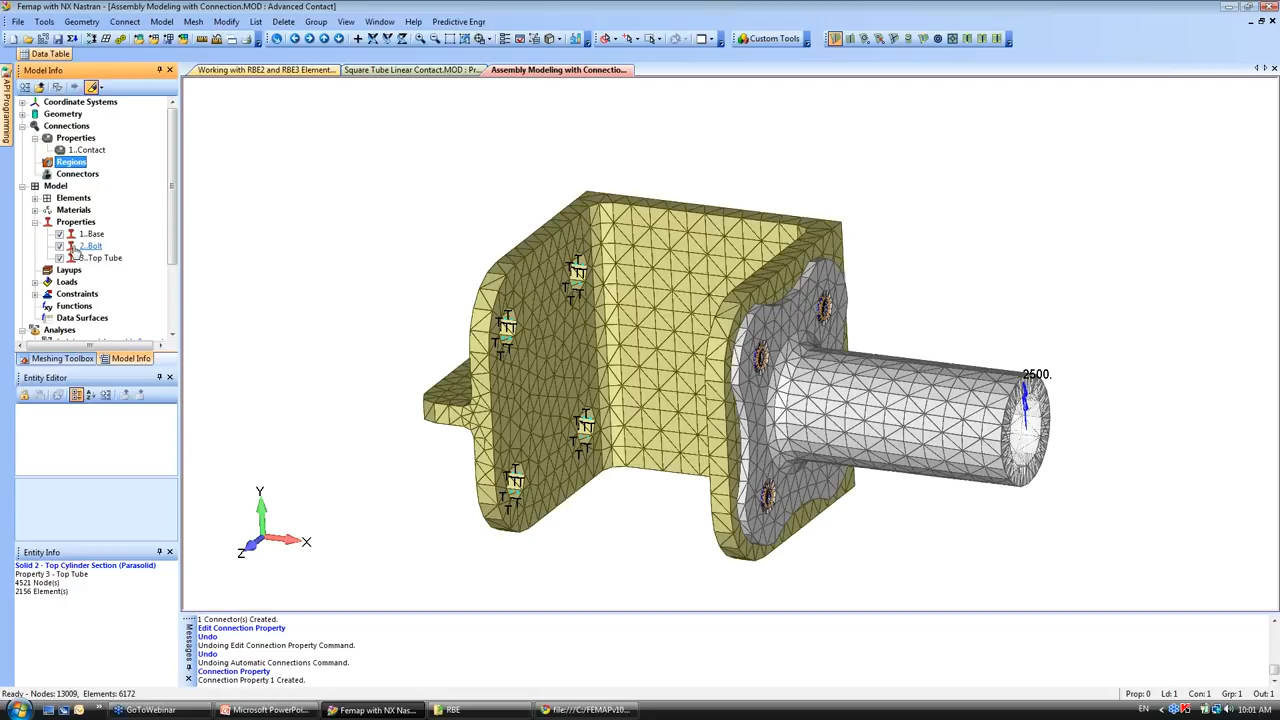 Femap with NX Nastran - [Assembly Modeling with Connection.MOD : Advanced Contact]
File Tools Geometry Connect Model Mesh Modify List Delete Group View Window Help Predictive Engr
Custom Tools
Data Table
Model Info
Working with RBE2 and RBE3 Element... Square Tube Linear Contact.MOD : Pr... Assembly Modeling with Connectio...
API Programming
Coordinate Systems
Geometry
Connections
Properties
1..Contact
Regions
Connectors
Model
Elements
Materials
Properties
1..Base
2..Bolt
3..Top Tube
Layups
Loads
Constraints
Functions
Data Surfaces
Analyses
Meshing Toolbox Model Info
Entity Editor
2500.
T
Y
X
Z
Entity Info
Solid 2 - Top Cylinder Section (Parasolid)
Property 3 - Top Tube
4521 Node(s)
2156 Element(s)
Messages
1 Connector(s) Created.
Edit Connection Property
Undo
Undoing Edit Connection Property Command.
Undo
Undoing Automatic Connections Command.
Connection Property
Connection Property 1 Created.
Ready - Nodes: 13009, Elements: 6172
Prop: 0 Ld: 1 Con: 1 Grp: 1 Out: 1
GoToWebinar
Microsoft PowerPo...
Femap with NX Nas...
RBE
file:///C:/FEMAPv10...
EN
10:01 AM